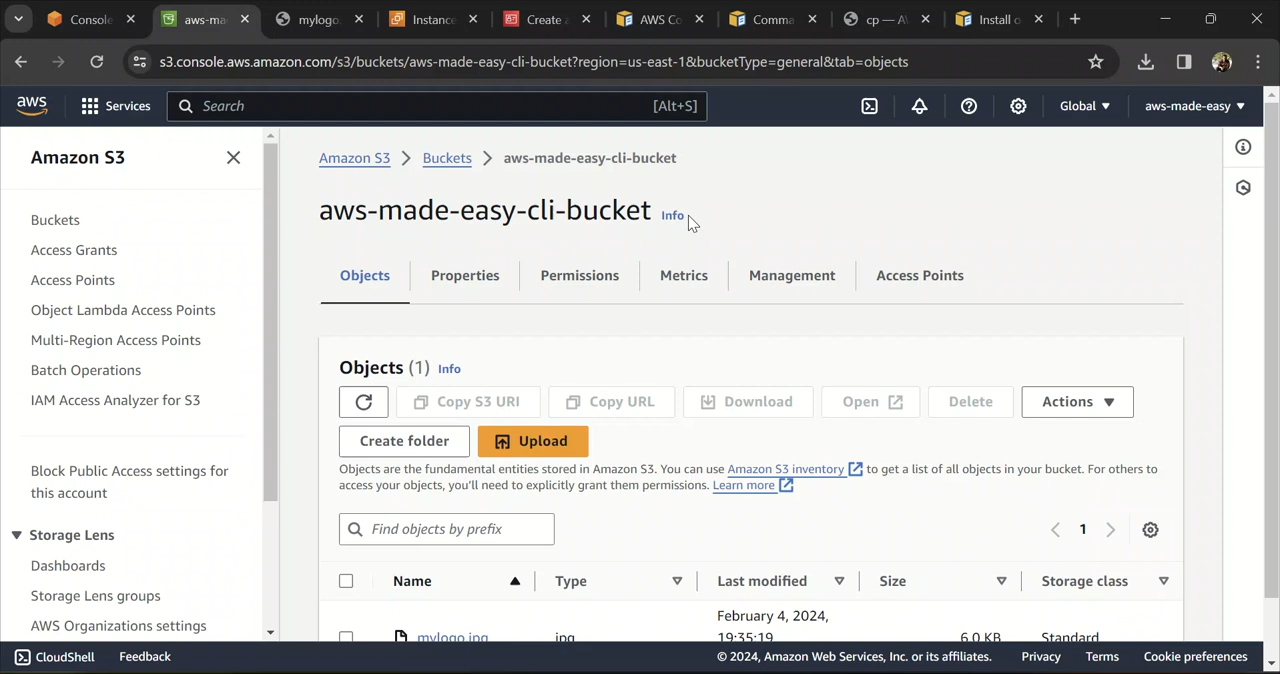 Console
aws-ma
mylogo.
Instance
Create a
AWS Co
Comma
cp — AW
Install o
s3.console.aws.amazon.com/s3/buckets/aws-made-easy-cli-bucket?region=us-east-1&bucketType=general&tab=objects
aws
Services
Search
[Alt+S]
Global
aws-made-easy
Amazon S3
Buckets
Access Grants
Access Points
Object Lambda Access Points
Multi-Region Access Points
Batch Operations
IAM Access Analyzer for S3
Block Public Access settings for
this account
Storage Lens
Dashboards
Storage Lens groups
AWS Organizations settings
Amazon S3 > Buckets > aws-made-easy-cli-bucket
aws-made-easy-cli-bucket Info
Objects
Properties
Permissions
Metrics
Management
Access Points
Objects (1) Info
Copy S3 URI
Copy URL
Download
Open
Delete
Actions
Create folder
Upload
Objects are the fundamental entities stored in Amazon S3. You can use Amazon S3 inventory to get a list of all objects in your bucket. For others to
access your objects, you'll need to explicitly grant them permissions. Learn more
Find objects by prefix
1
Name
Type
Last modified
Size
Storage class
February 4, 2024,
mylogo.jpg jpg 19:35:19 6.0 KB Standard
CloudShell
Feedback
© 2024, Amazon Web Services, Inc. or its affiliates.
Privacy
Terms
Cookie preferences